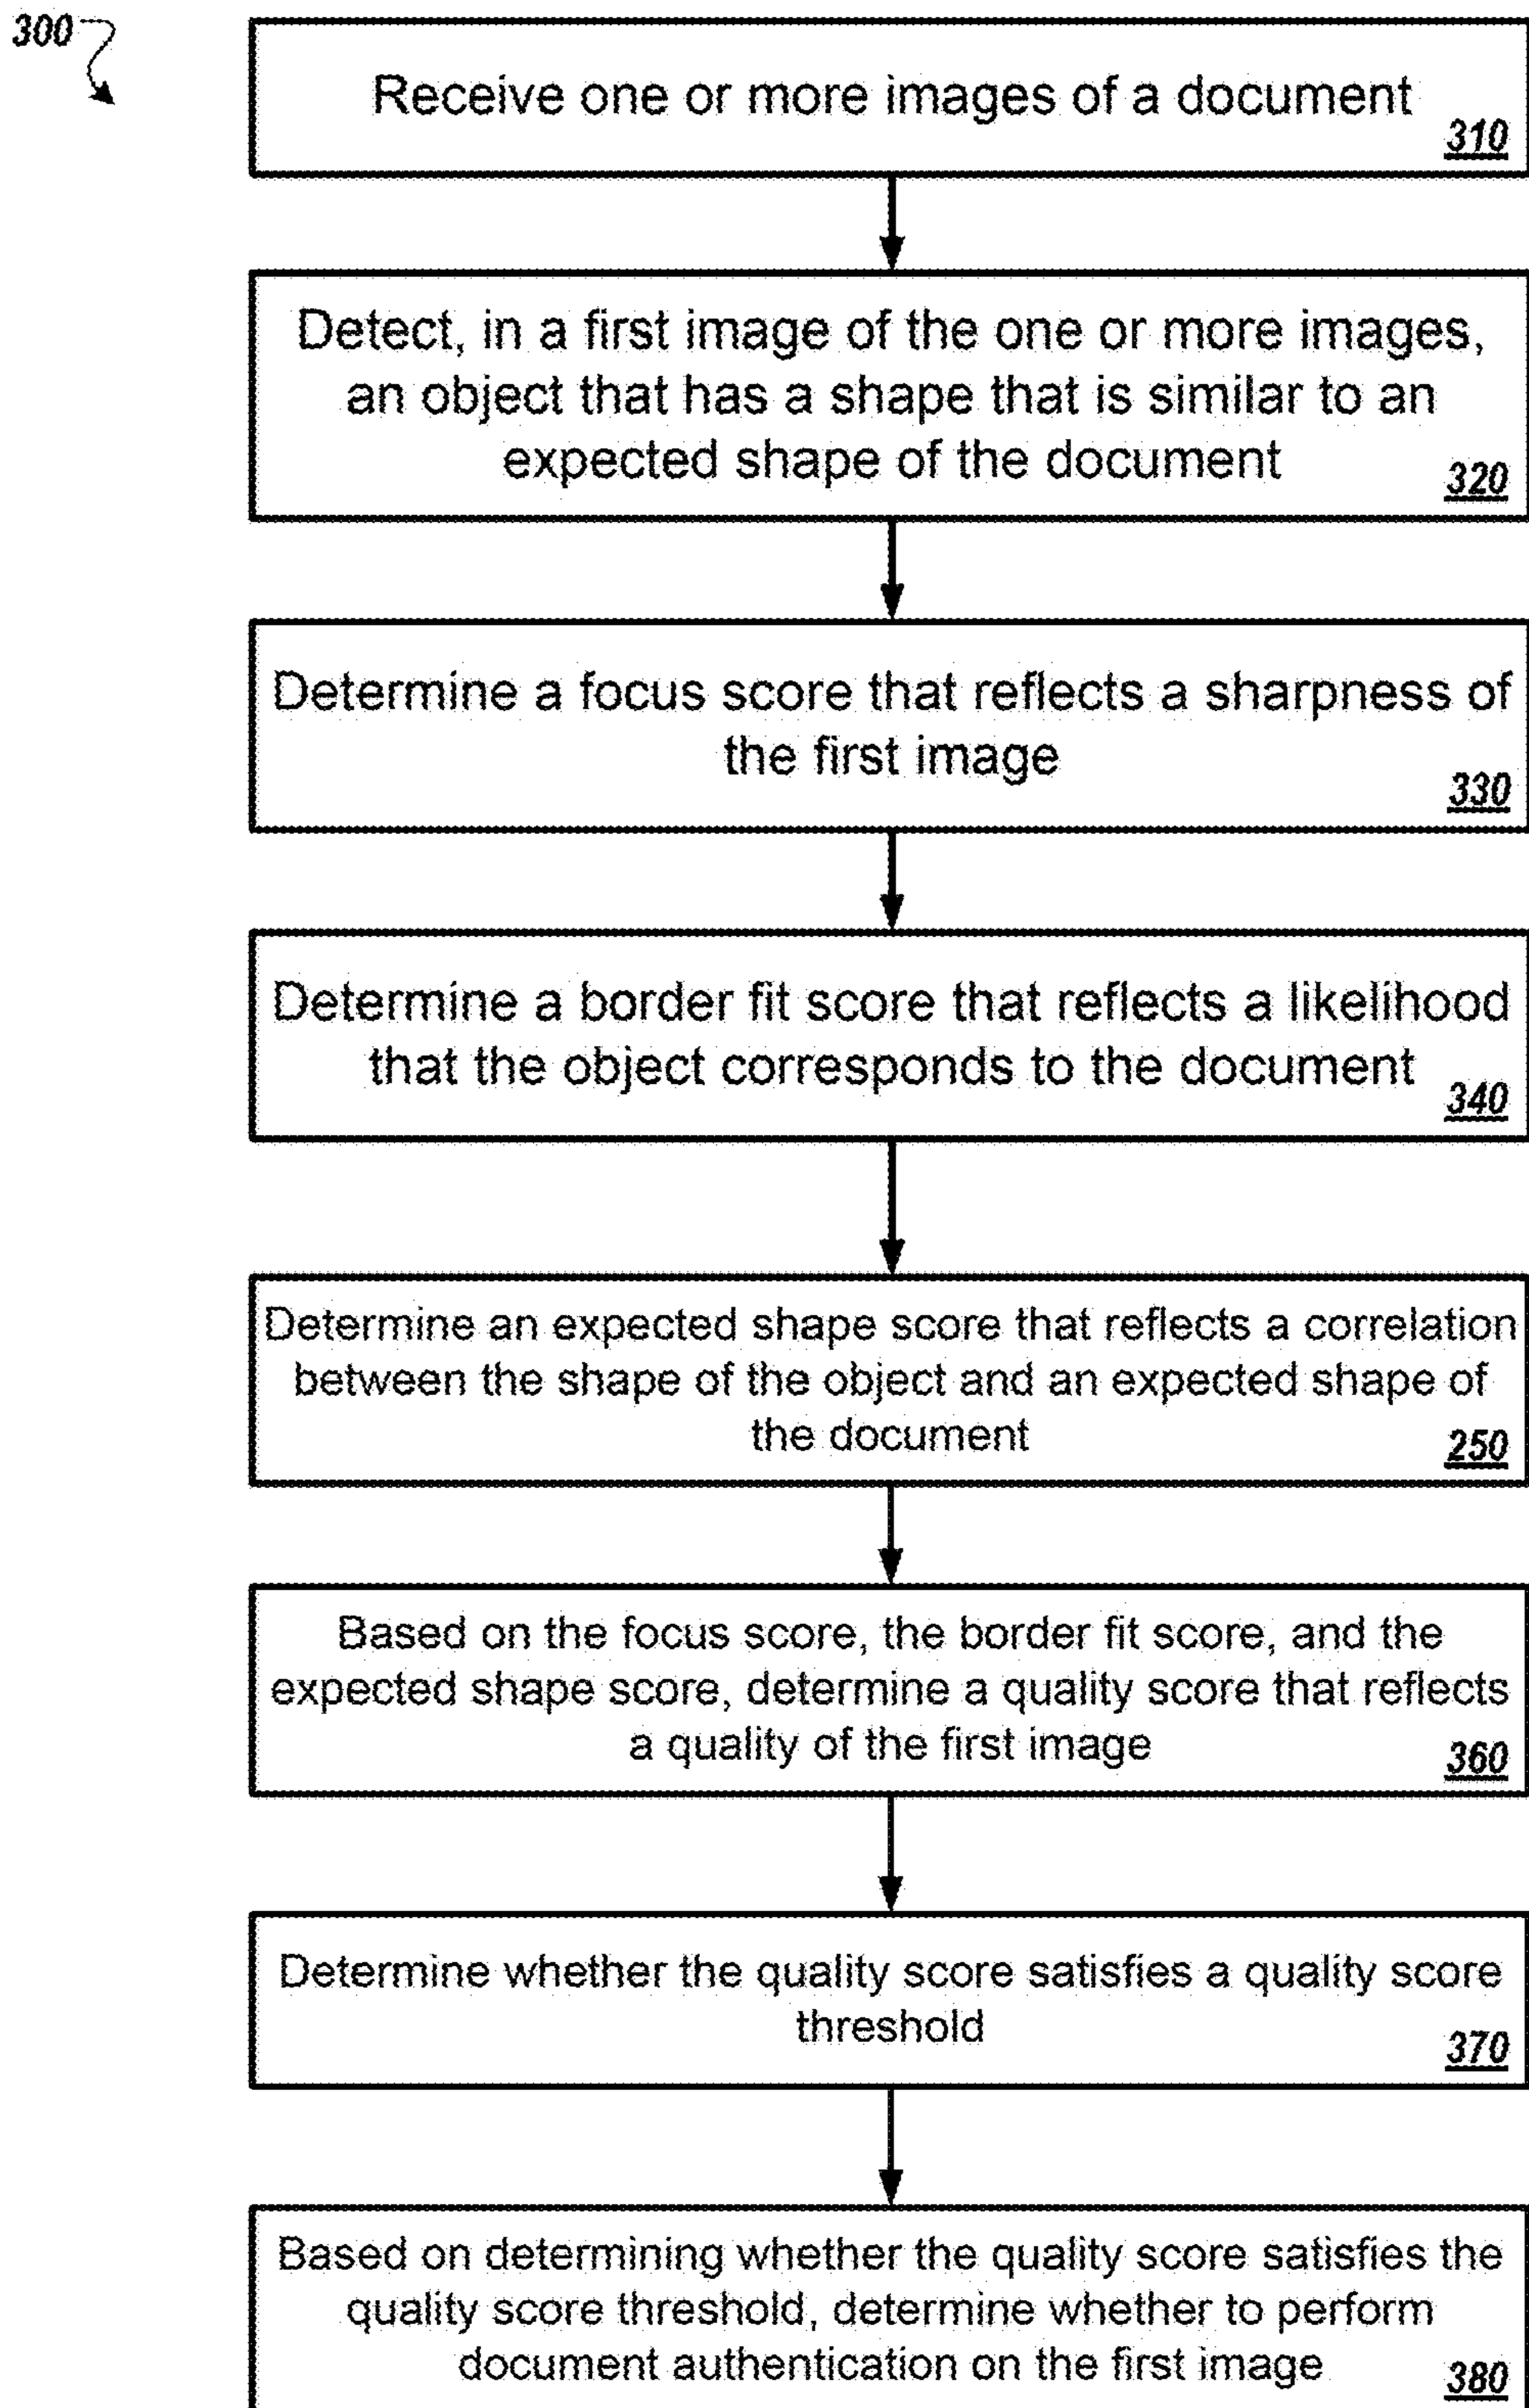 300
Receive one or more images of a document
310
Detect, in a first image of the one or more images,
an object that has a shape that is similar to an
expected shape of the document
320
Determine a focus score that reflects a sharpness of
the first image
330
Determine a border fit score that reflects a likelihood
that the object corresponds to the document
340
Determine an expected shape score that reflects a correlation
between the shape of the object and an expected shape of
the document
250
Based on the focus score, the border fit score, and the
expected shape score, determine a quality score that reflects
a quality of the first image
360
Determine whether the quality score satisfies a quality score
threshold
370
Based on determining whether the quality score satisfies the
quality score threshold, determine whether to perform
document authentication on the first image
380